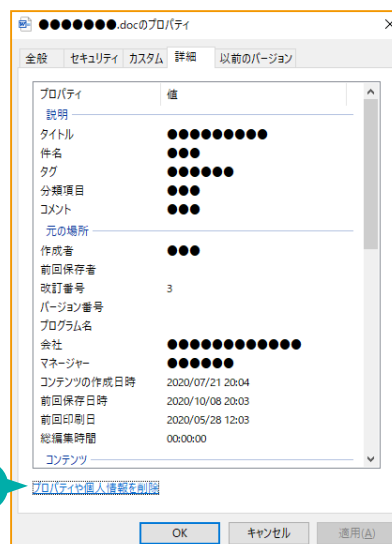 ●●●●●●●.docのプロパティ
全般 セキュリティ カスタム 詳細 以前のバージョン
プロパティ 値
説明
タイトル ●●●●●●●●●
件名 ●●●
タグ ●●●●●●
分類項目 ●●●
コメント ●●●
元の場所
作成者 ●●●
前回保存者
改訂番号 3
バージョン番号
プログラム名
会社 ●●●●●●●●●●●●
マネージャー ●●●●●●
コンテンツの作成日時 2020/07/21 20:04
前回保存日時 2020/10/08 20:03
前回印刷日 2020/05/28 12:03
総編集時間 00:00:00
コンテンツ
プロパティや個人情報を削除
OK キャンセル 適用(A)